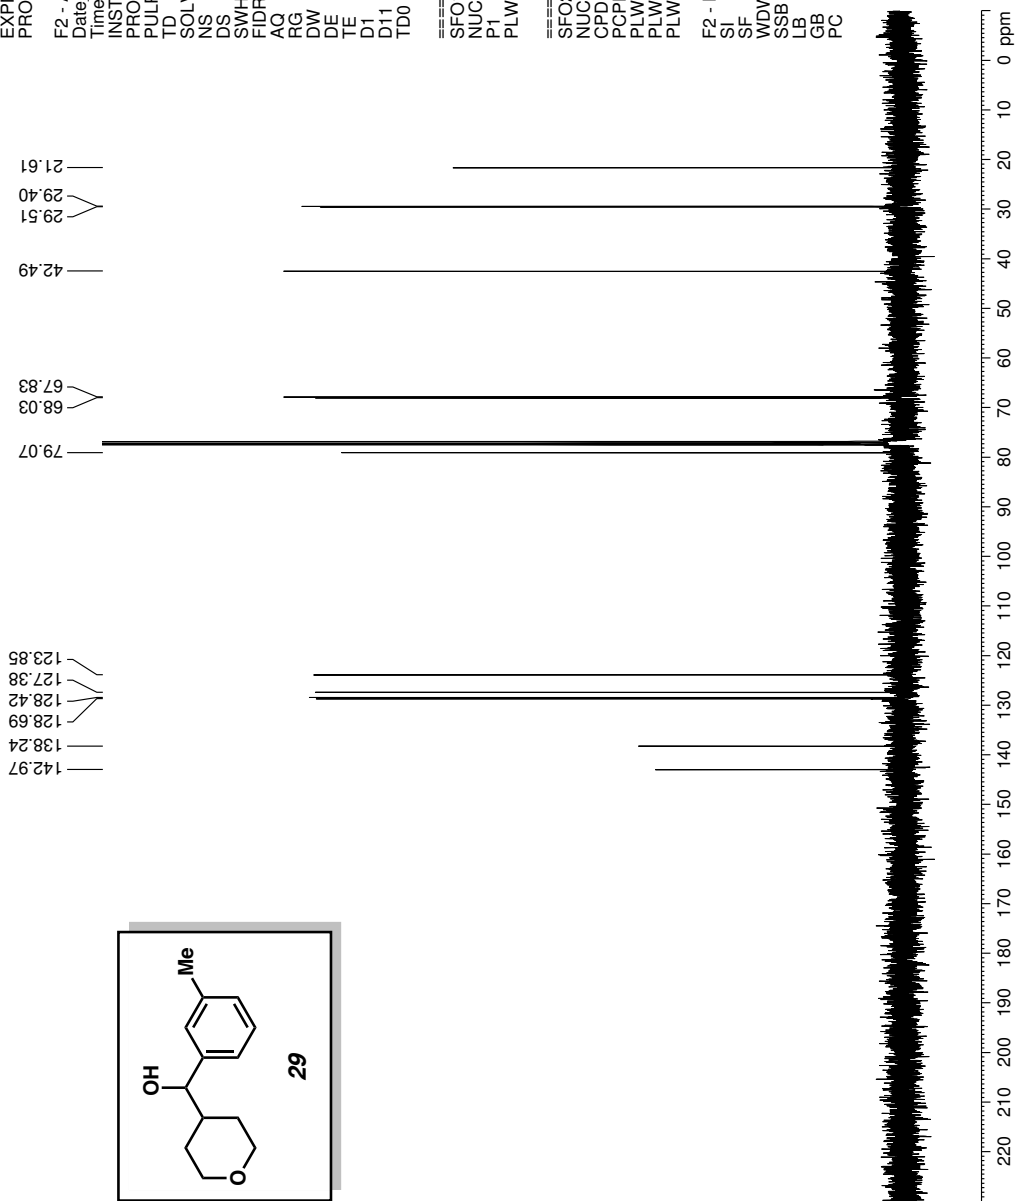 EXP
PRO
F2 - A
Date_
Time
INST
PRO
PULP
TD
SOLV
NS
DS
SWH
FIDR
AQ
RG
DW
DE
TE
D1
D11
TD0
====
SFO
NUC
P1
PLW
====
SFO2
NUC
CPD
PCP
PLW
PLW
PLW
F2 -
SI
SF
WDW
SSB
LB
GB
PC
142.97
138.24
128.69
128.42
127.38
123.85
79.07
68.03
67.83
42.49
29.51
29.40
21.61
OH
Me
O
29
220 210 200 190 180 170 160 150 140 130 120 110 100 90 80 70 60 50 40 30 20 10 0 ppm